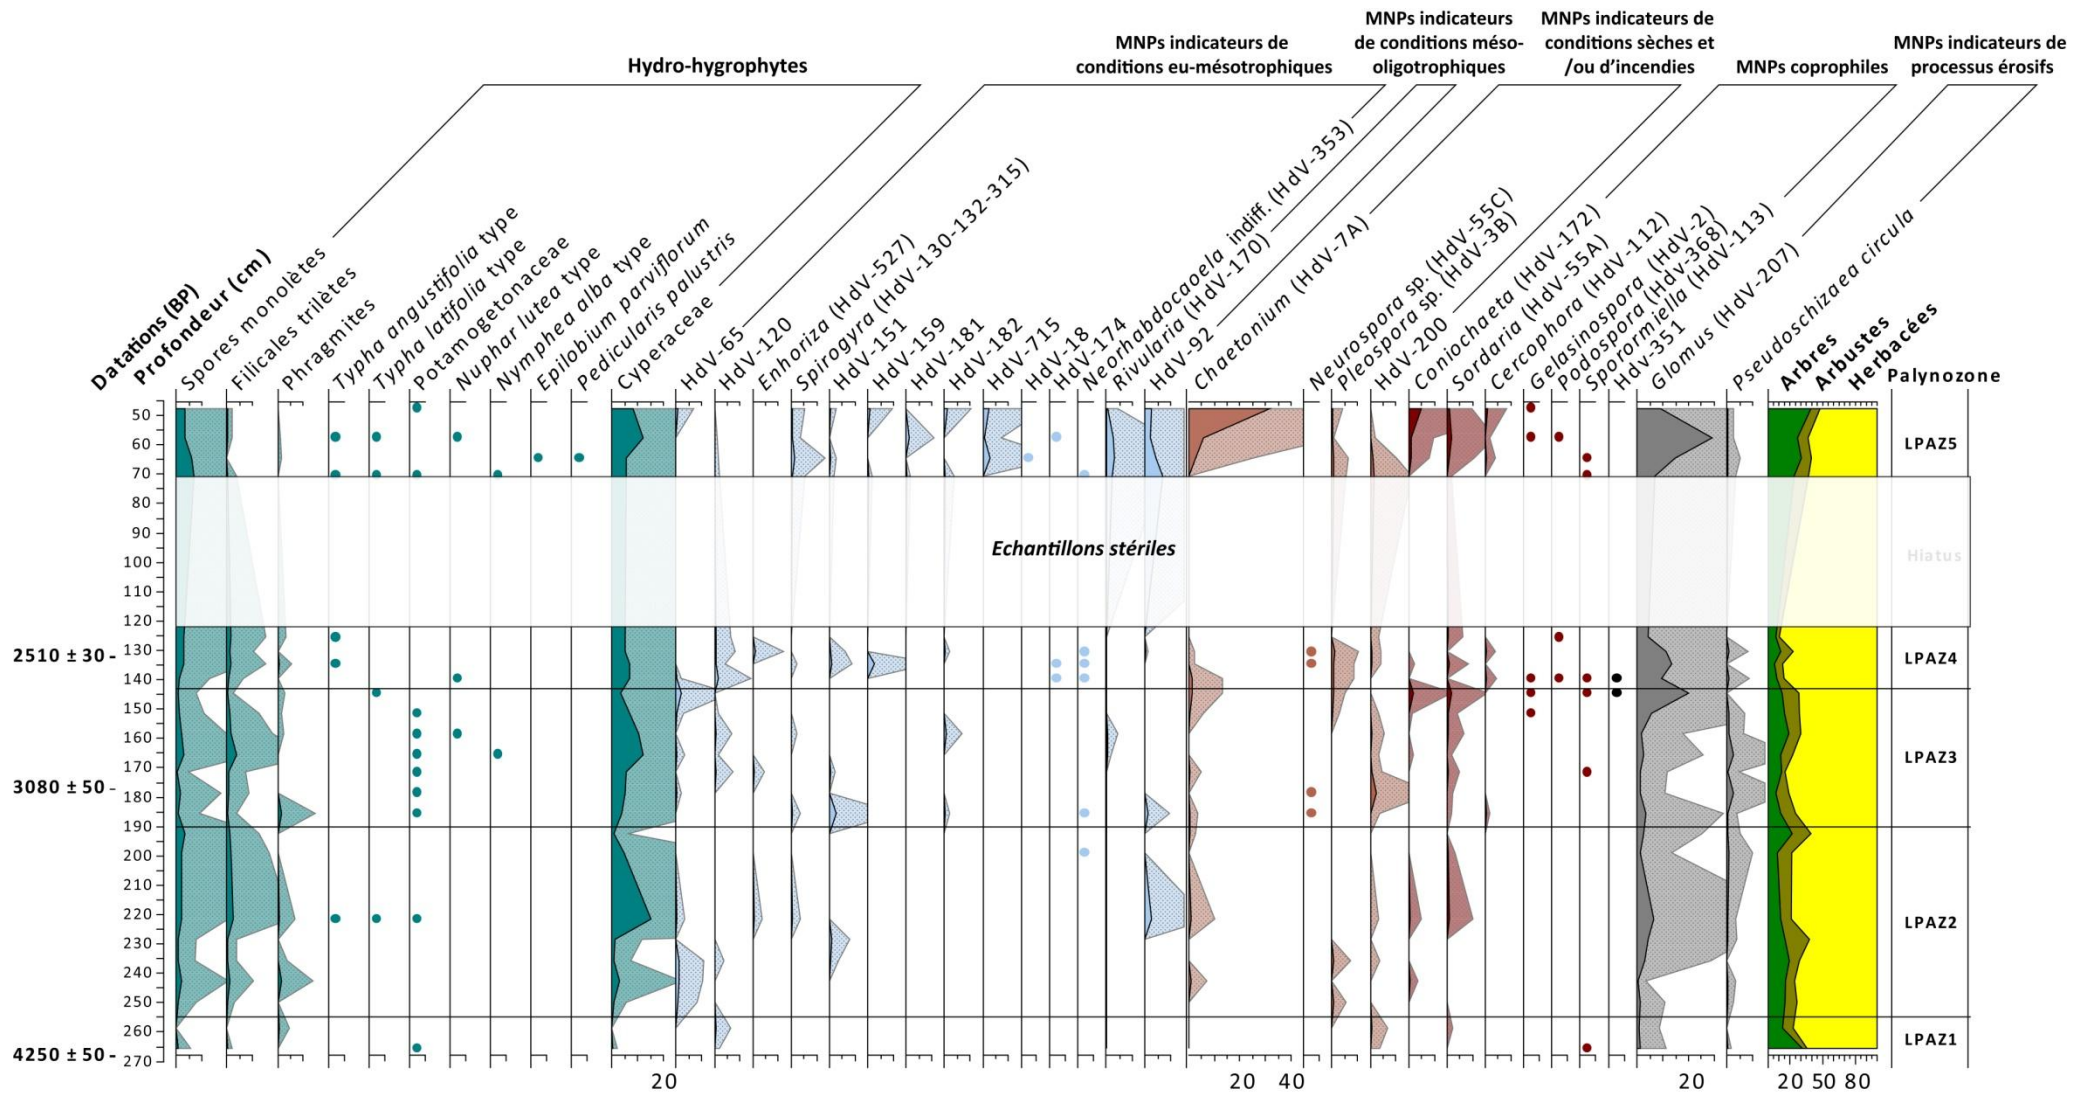 MNPs indicateurs
MNPs indicateurs de
de conditions méso-
conditions sèches et
MNPs indicateurs de
MNPs indicateurs de
conditions eu-mésotrophiques
oligotrophiques
/ou d’incendies
MNPs coprophiles
processus érosifs
Hydro-hygrophytes
Datations (BP)
Profondeur (cm)
Spores monolètes
Filicales trilètes
Phragmites
Typha angustifolia type
Typha latifolia type
Potamogetonaceae
Nuphar lutea type
Nymphea alba type
Epilobium parviflorum
Pedicularis palustris
Cyperaceae
HdV-65
HdV-120
Enhoriza (HdV-527)
Spirogyra (HdV-130-132-315)
HdV-151
HdV-159
HdV-181
HdV-182
HdV-715
HdV-18
HdV-174
Neorhabdocaoela indiff. (HdV-353)
Rivularia (HdV-170)
HdV-92
Chaetonium (HdV-7A)
Neurospora sp. (HdV-55C)
Pleospora sp. (HdV-3B)
HdV-200
Coniochaeta (HdV-172)
Sordaria (HdV-55A)
Cercophora (HdV-112)
Gelasinospora (HdV-2)
Podospora (HdV-368)
Sporormiella (HdV-113)
HdV-351
Glomus (HdV-207)
Pseudoschizaea circula
Arbres
Arbustes
Herbacées
Palynozone
50
60
LPAZ5
70
80
90
Echantillons stériles
Hiatus
100
110
120
130
2510 ± 30
LPAZ4
140
150
160
170
LPAZ3
3080 ± 50
180
190
200
210
220
LPAZ2
230
240
250
260
LPAZ1
4250 ± 50
270
20
20 40
20
20 50 80